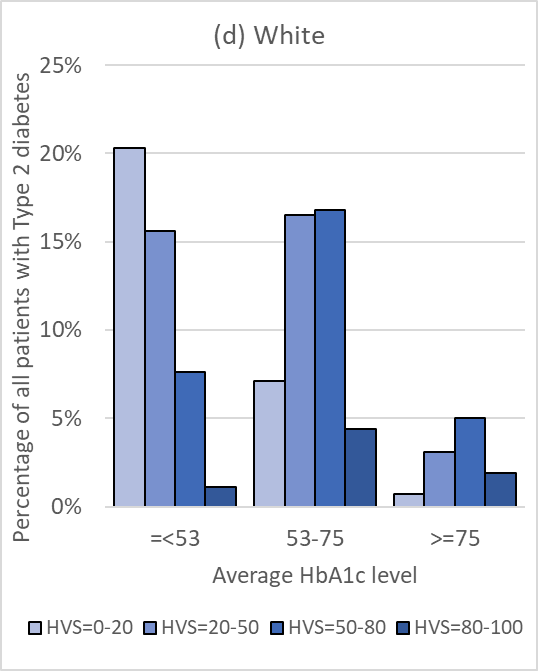 (d) White
Percentage of all patients with Type 2 diabetes
25%
20%
15%
10%
5%
0%
=<53 53-75 >=75
Average HbA1c level
HVS=0-20 HVS=20-50 HVS=50-80 HVS=80-100